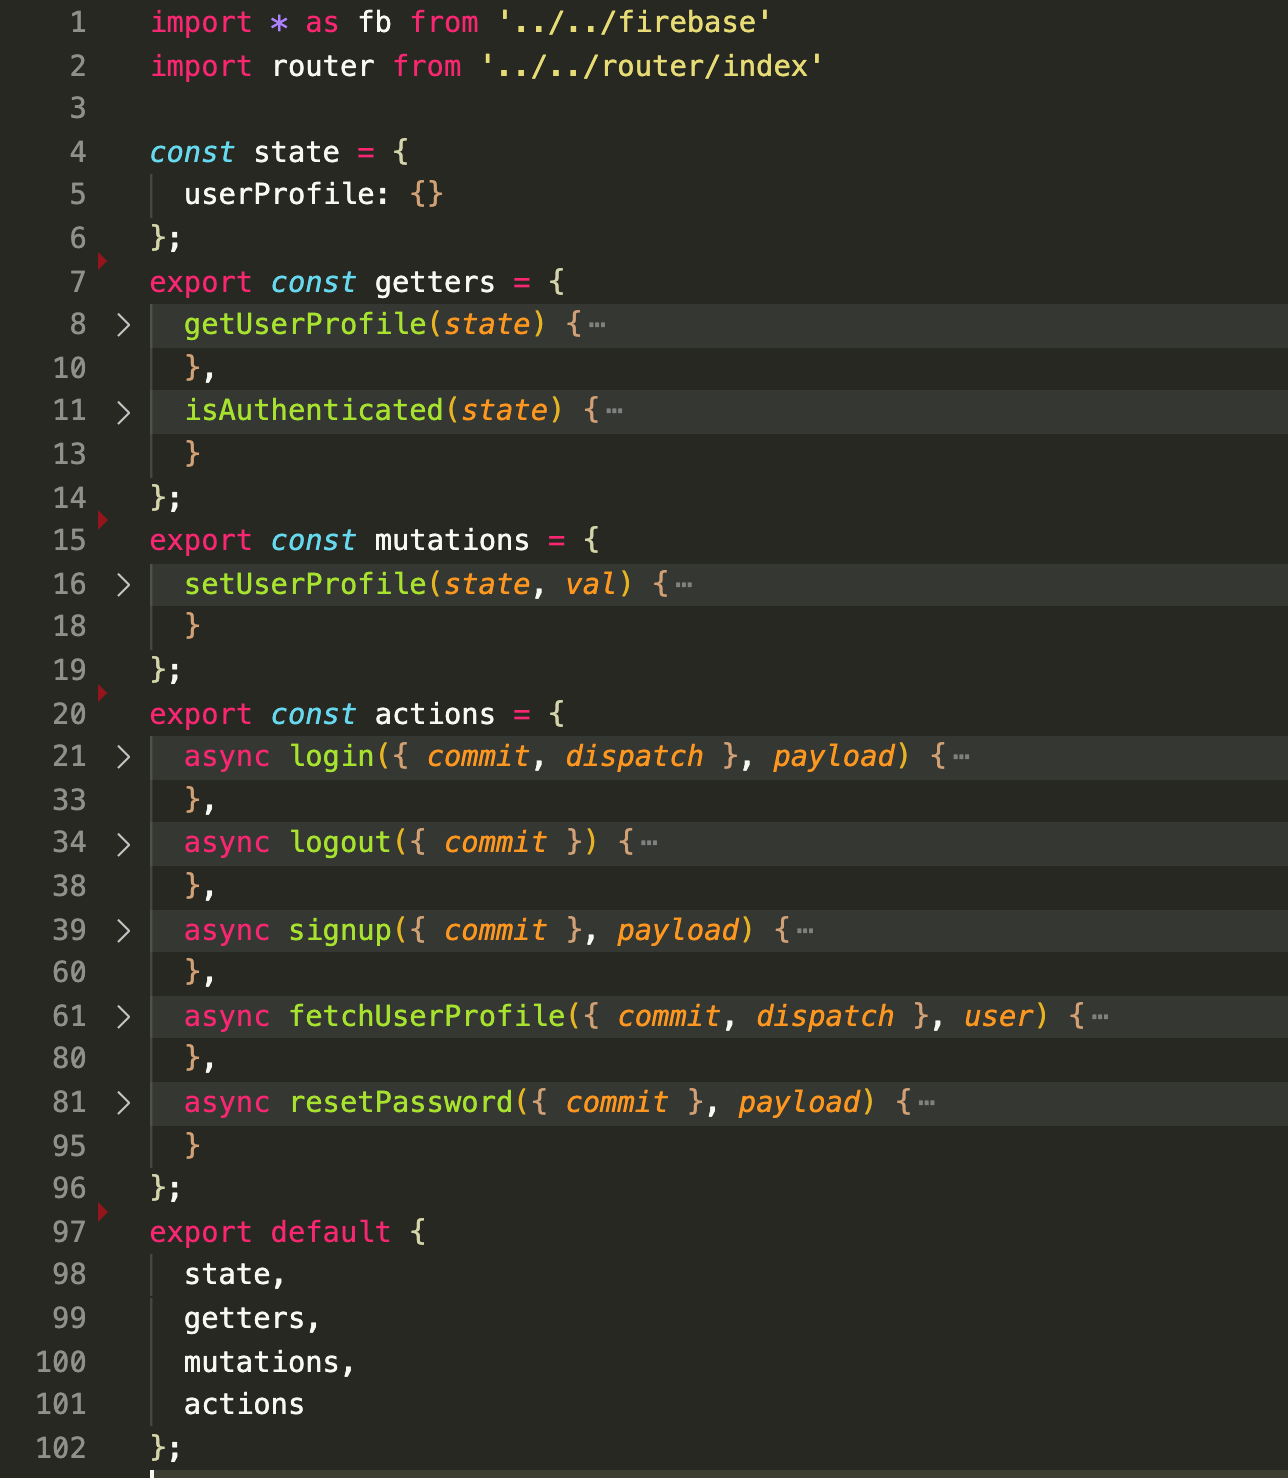 1 import * as fb from '../../firebase'
2 import router from '../../router/index'
3
4 const state = {
5 userProfile: {}
6 };
7 export const getters = {
8 getUserProfile(state) {⋯
10 },
11 isAuthenticated(state) {⋯
13 }
14 };
15 export const mutations = {
16 setUserProfile(state, val) {⋯
18 }
19 };
20 export const actions = {
21 async login({ commit, dispatch }, payload) {⋯
33 },
34 async logout({ commit }) {⋯
38 },
39 async signup({ commit }, payload) {⋯
60 },
61 async fetchUserProfile({ commit, dispatch }, user) {⋯
80 },
81 async resetPassword({ commit }, payload) {⋯
95 }
96 };
97 export default {
98 state,
99 getters,
100 mutations,
101 actions
102 };